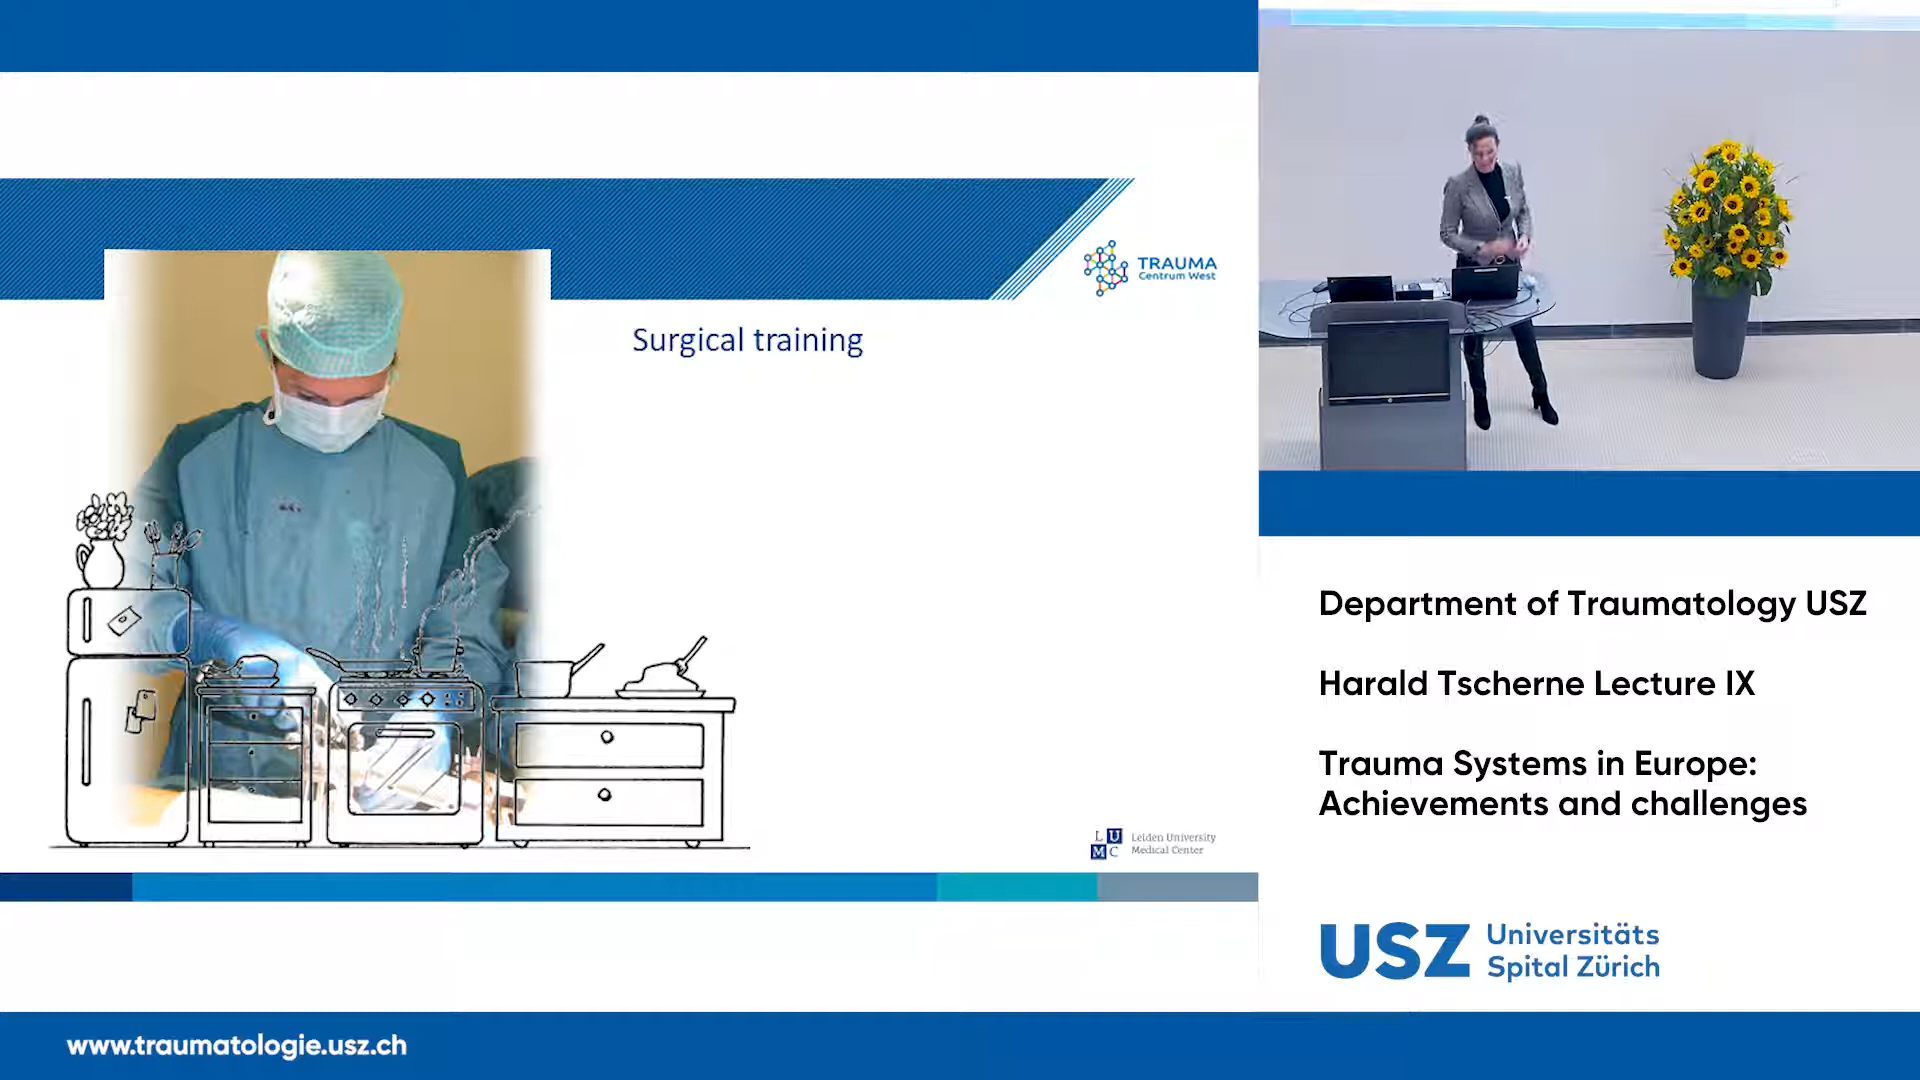 TRAUMA
Centrum West
Surgical training
L U
M C
Leiden University
Medical Center
Department of Traumatology USZ
Harald Tscherne Lecture IX
Trauma Systems in Europe:
Achievements and challenges
USZ
Universitäts
Spital Zürich
www.traumatologie.usz.ch